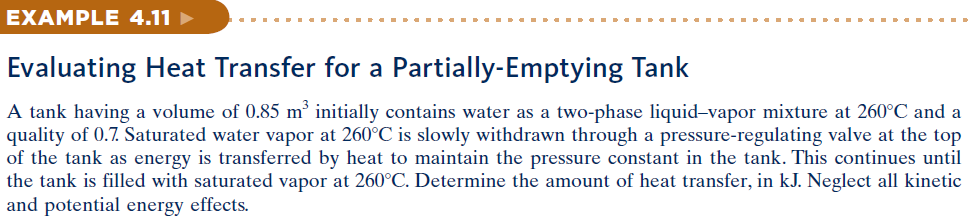 EXAMPLE 4.11 ▶
Evaluating Heat Transfer for a Partially-Emptying Tank
A tank having a volume of 0.85 m³ initially contains water as a two-phase liquid–vapor mixture at 260°C and a
quality of 0.7. Saturated water vapor at 260°C is slowly withdrawn through a pressure-regulating valve at the top
of the tank as energy is transferred by heat to maintain the pressure constant in the tank. This continues until
the tank is filled with saturated vapor at 260°C. Determine the amount of heat transfer, in kJ. Neglect all kinetic
and potential energy effects.